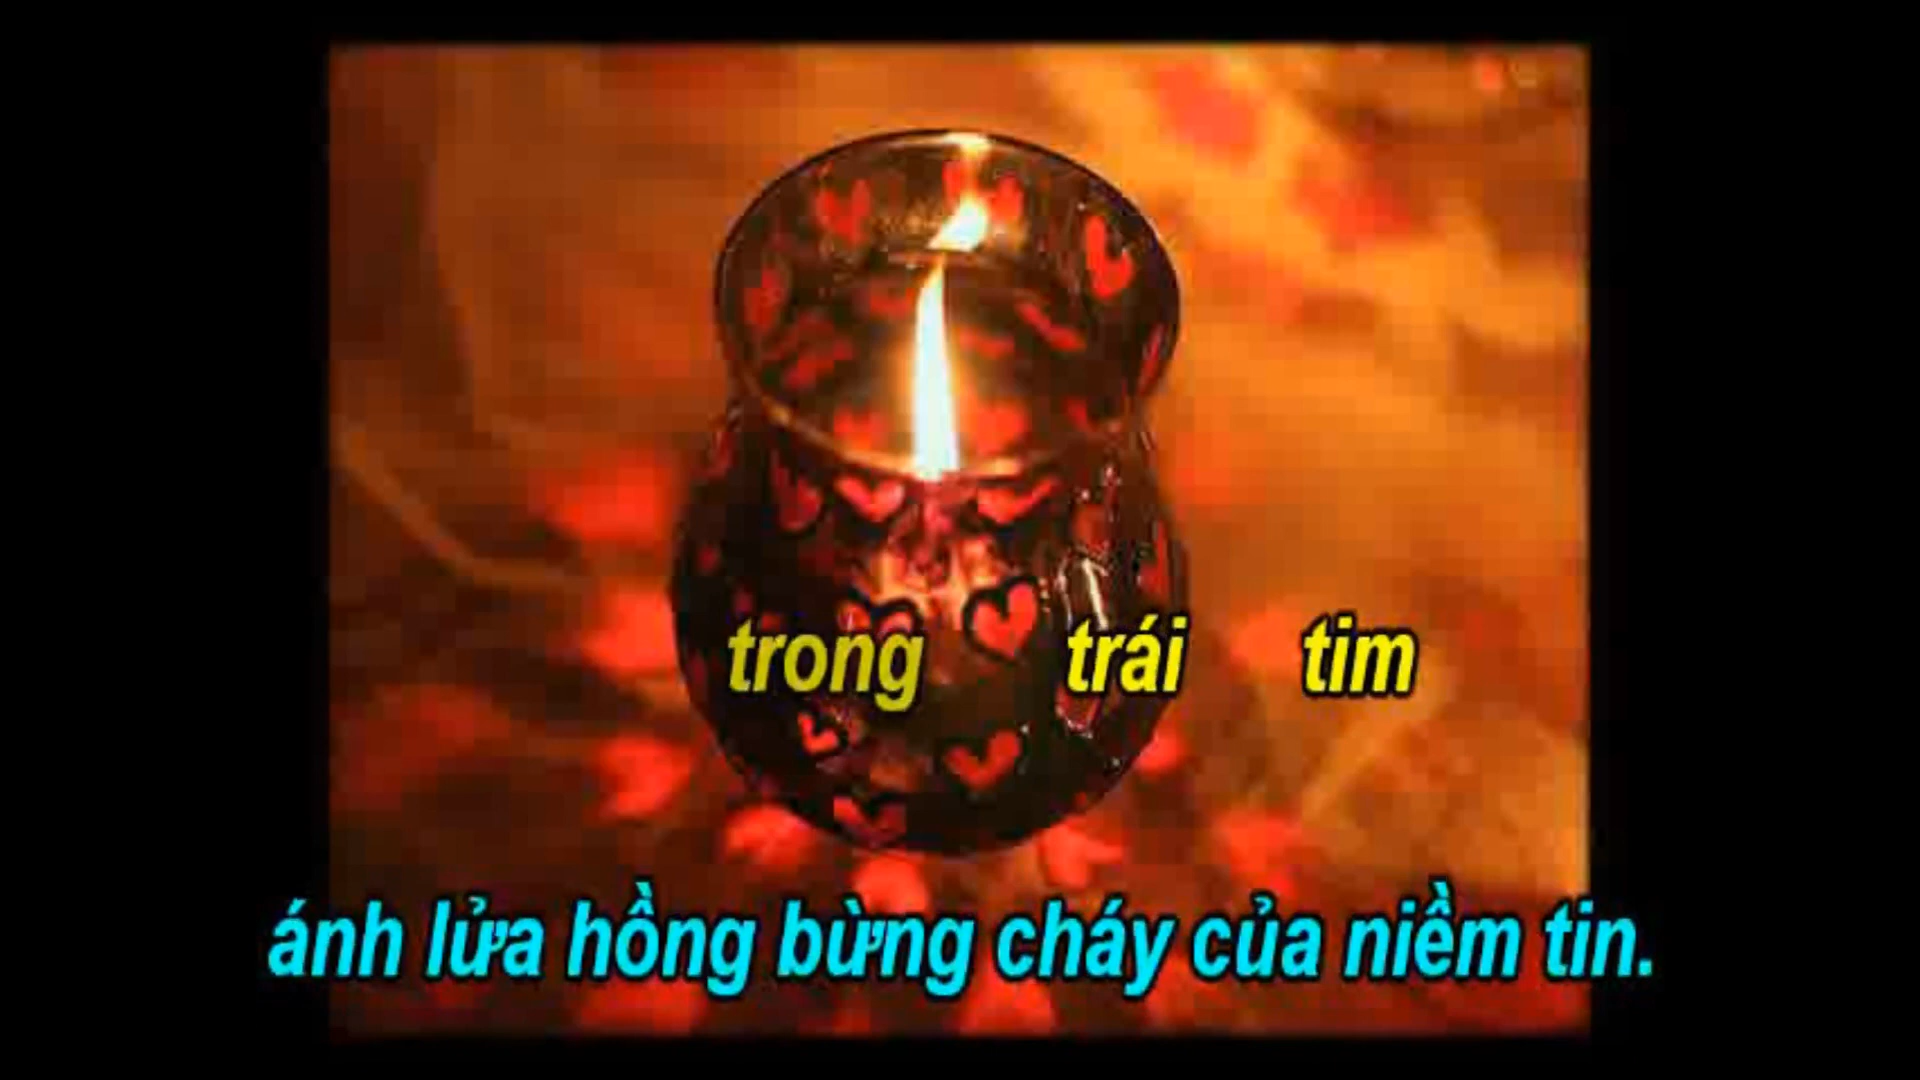 trong trái tim
ánh lửa hồng bừng cháy của niềm tin.